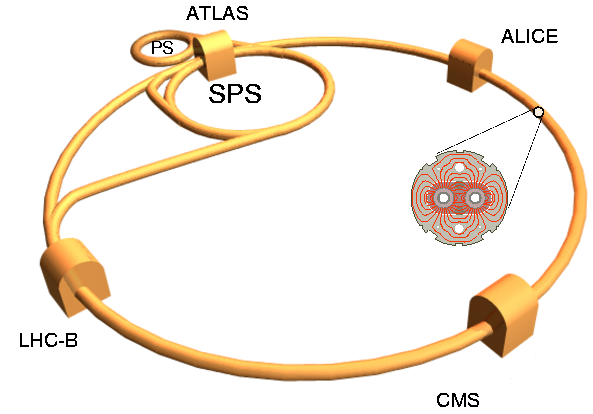 ATLAS
PS
ALICE
SPS
LHC-B
CMS